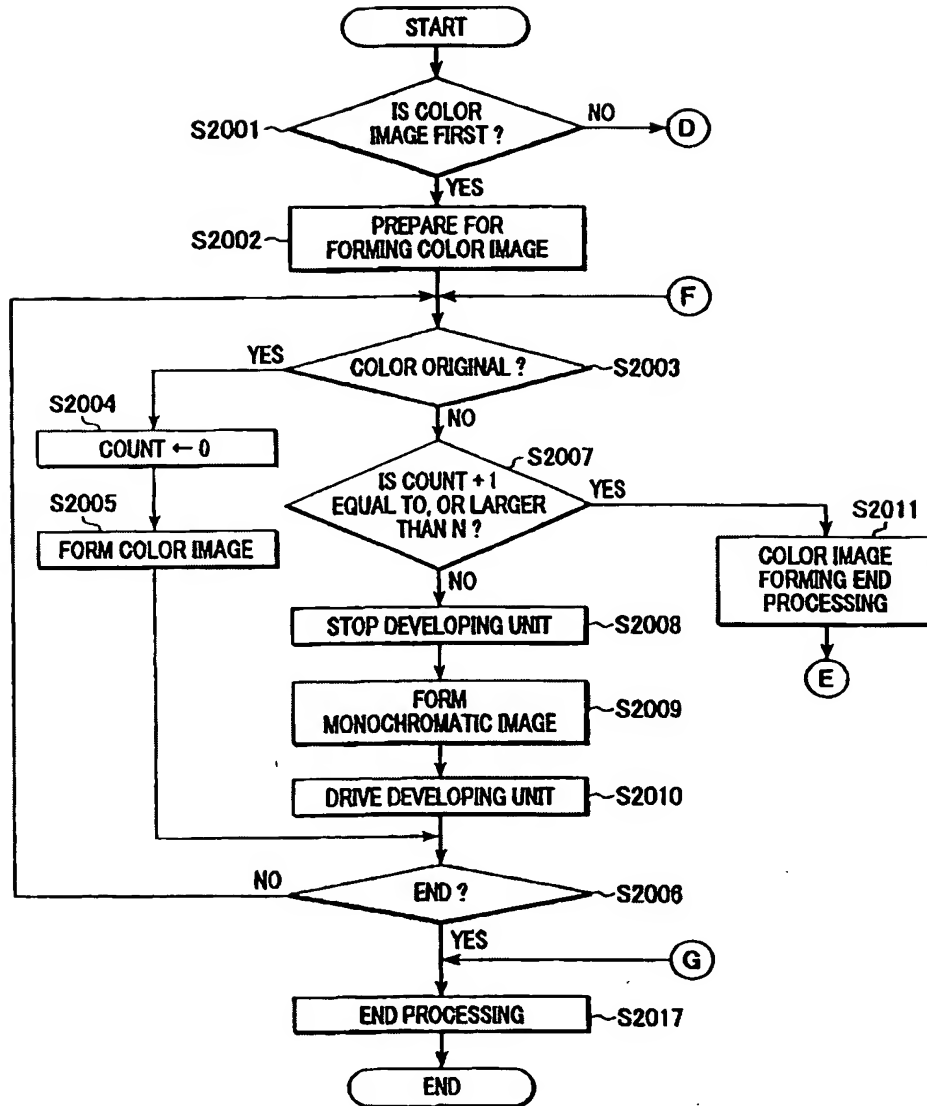 START
S2001
IS COLOR
IMAGE FIRST ?
NO
D
YES
S2002
PREPARE FOR
FORMING COLOR IMAGE
F
YES
COLOR ORIGINAL ?
S2003
S2004
NO
COUNT ← 0
S2007
IS COUNT + 1
EQUAL TO, OR LARGER
THAN N ?
YES
S2005
FORM COLOR IMAGE
S2011
COLOR IMAGE
FORMING END
PROCESSING
NO
STOP DEVELOPING UNIT
S2008
E
FORM
MONOCHROMATIC IMAGE
S2009
DRIVE DEVELOPING UNIT
S2010
NO
END ?
S2006
YES
G
END PROCESSING
S2017
END